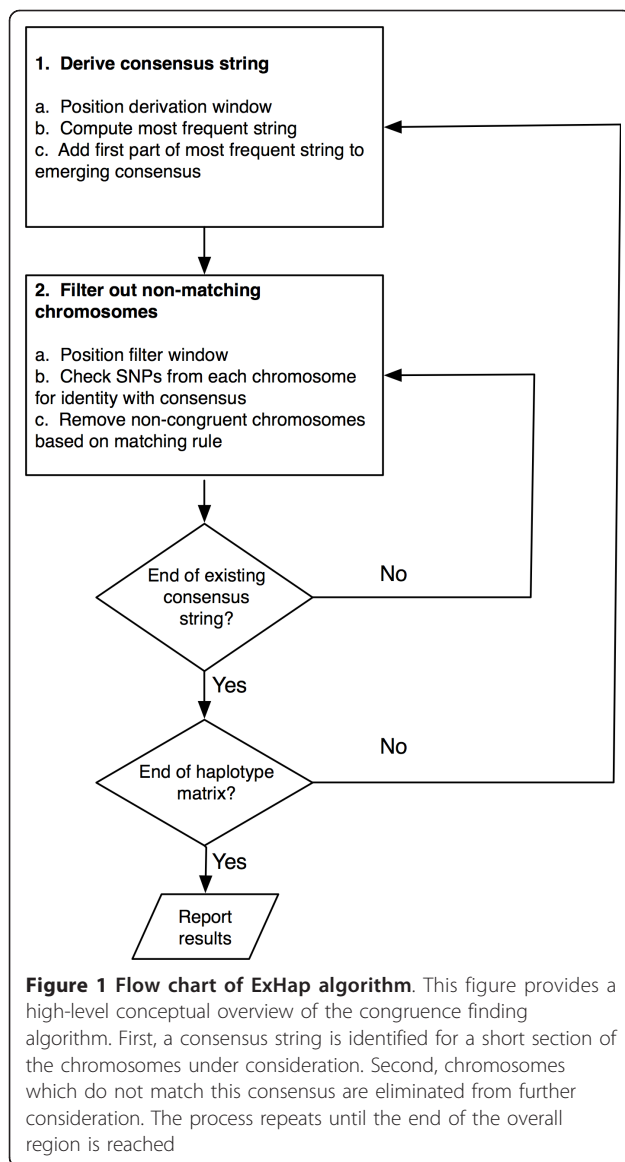 1. Derive consensus string
a. Position derivation window
b. Compute most frequent string
c. Add first part of most frequent string to
emerging consensus
2. Filter out non-matching
chromosomes
a. Position filter window
b. Check SNPs from each chromosome
for identity with consensus
c. Remove non-congruent chromosomes
based on matching rule
End of existing
consensus
string?
No
Yes
End of haplotype
matrix?
No
Yes
Report
results
Figure 1 Flow chart of ExHap algorithm. This figure provides a
high-level conceptual overview of the congruence finding
algorithm. First, a consensus string is identified for a short section of
the chromosomes under consideration. Second, chromosomes
which do not match this consensus are eliminated from further
consideration. The process repeats until the end of the overall
region is reached